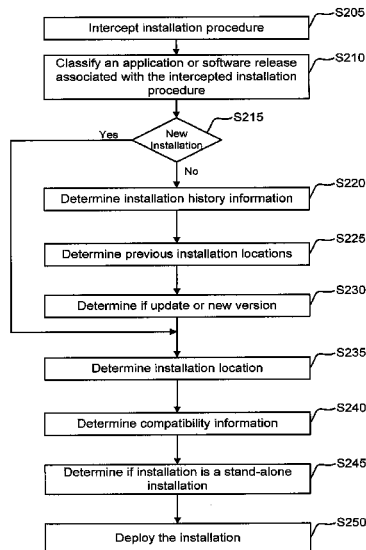 S205
Intercept installation procedure
S210
Classify an application or software release
associated with the intercepted installation
procedure
S215
New
Installation
Yes
No
S220
Determine installation history information
S225
Determine previous installation locations
S230
Determine if update or new version
S235
Determine installation location
S240
Determine compatibility information
S245
Determine if installation is a stand-alone
installation
S250
Deploy the installation